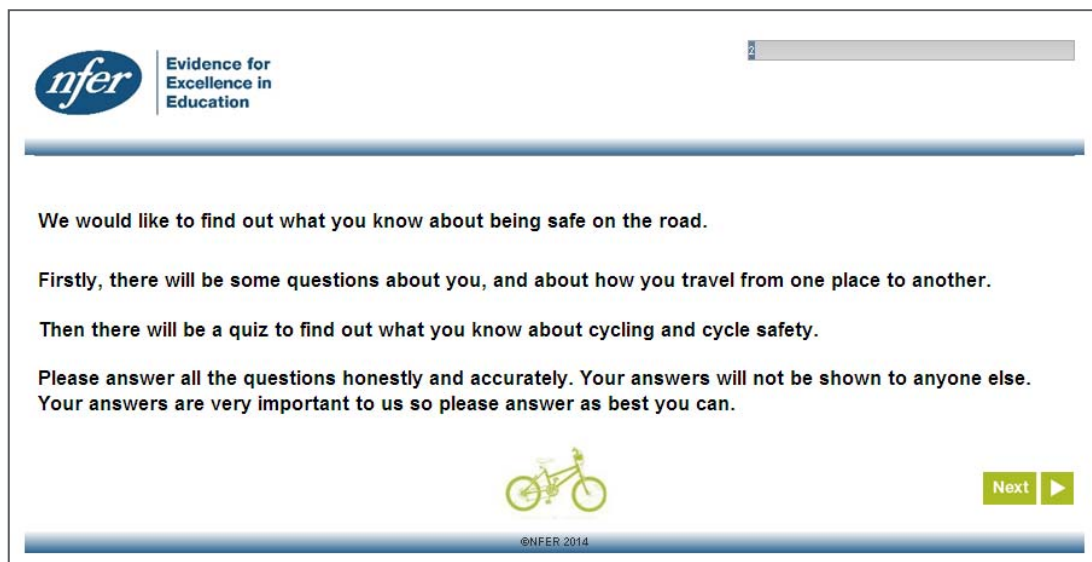 nfer
Evidence for
Excellence in
Education
2
We would like to find out what you know about being safe on the road.
Firstly, there will be some questions about you, and about how you travel from one place to another.
Then there will be a quiz to find out what you know about cycling and cycle safety.
Please answer all the questions honestly and accurately. Your answers will not be shown to anyone else.
Your answers are very important to us so please answer as best you can.
Next
©NFER 2014